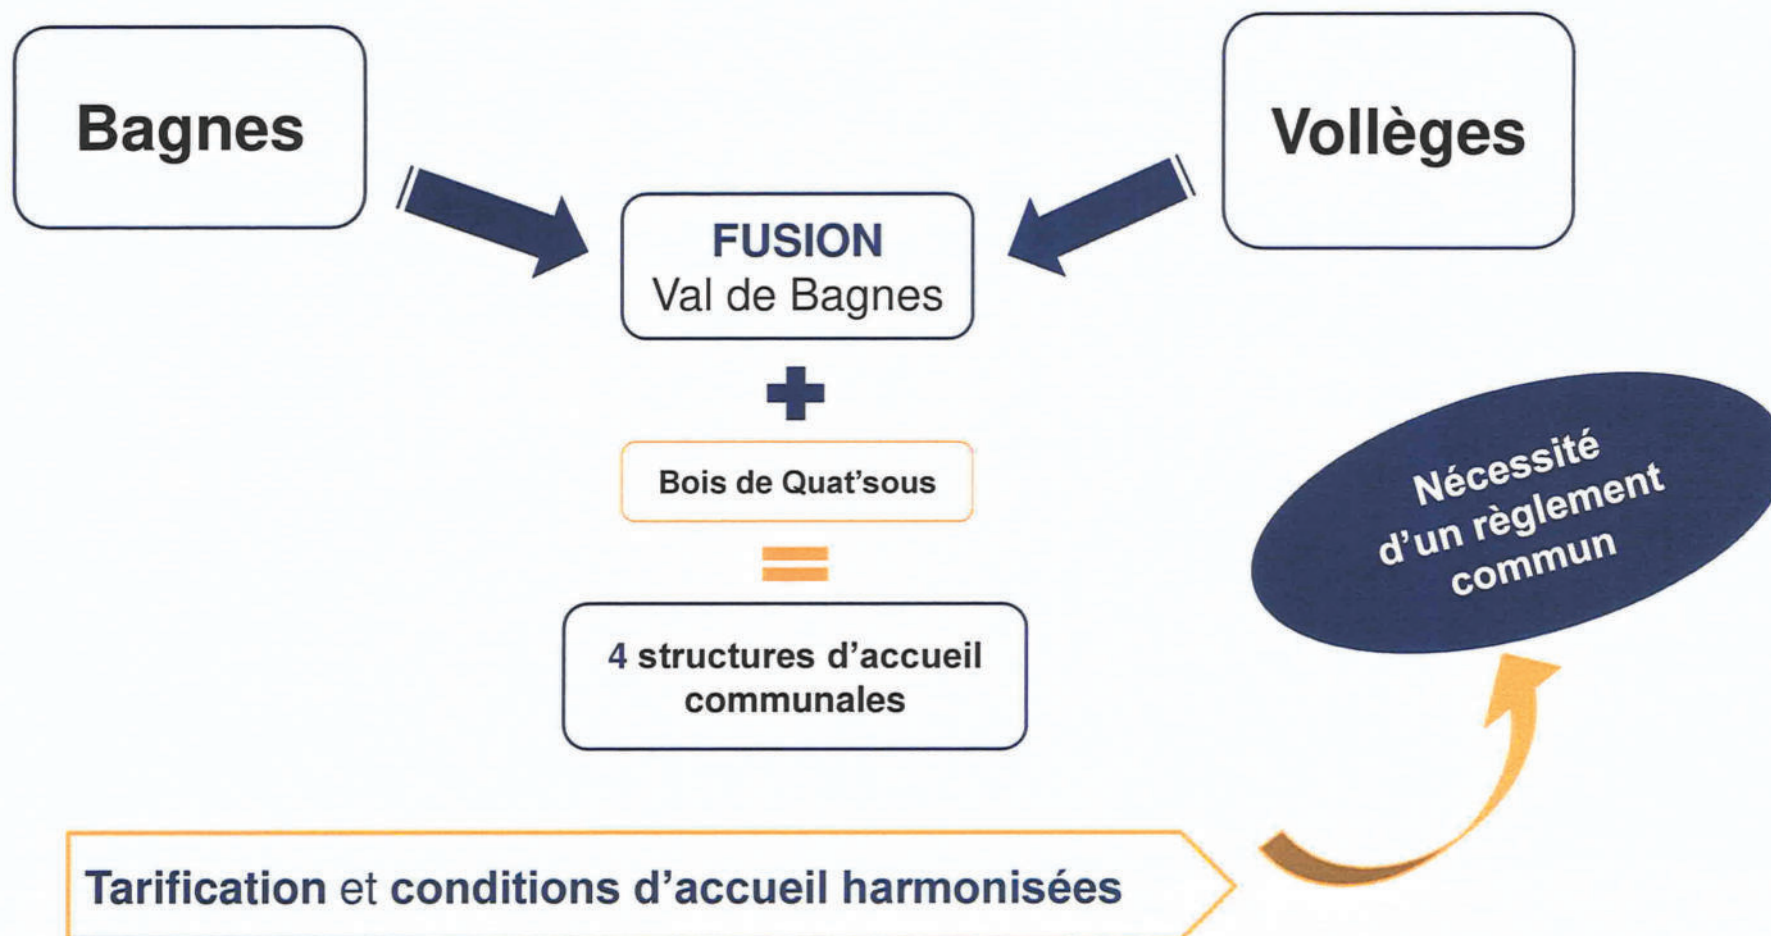 Bagnes
Vollèges
FUSION
Val de Bagnes
+
Bois de Quat'sous
=
4 structures d'accueil
communales
Nécessité
d'un règlement
commun
Tarification et conditions d'accueil harmonisées